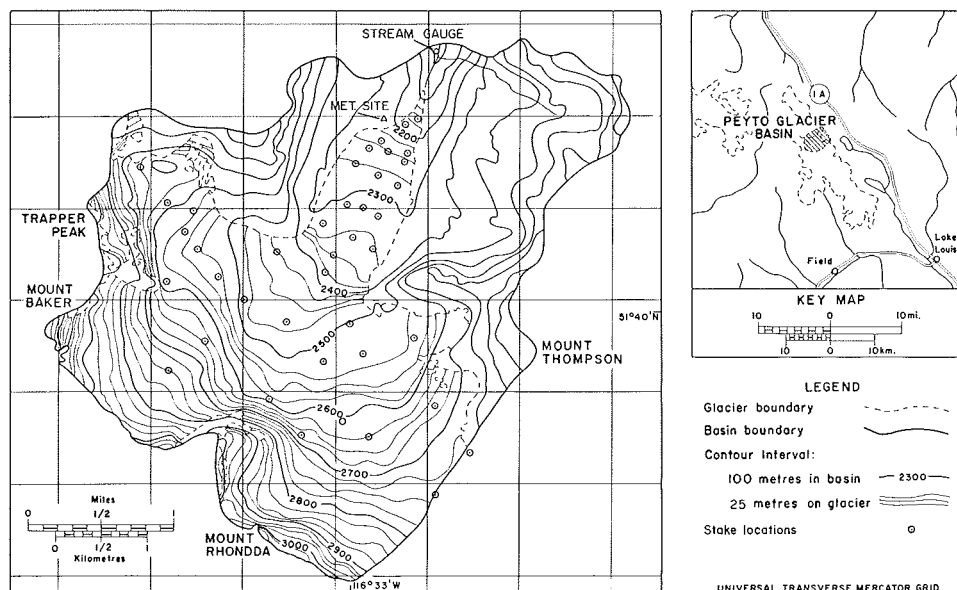 STREAM GAUGE
MET. SITE
2200
2300
TRAPPER
PEAK
MOUNT
BAKER
2400
2500
51°40'N
MOUNT
THOMPSON
2600
2700
2800
2900
3000
MOUNT
RHONDDA
116°33'W
Miles
0 1/2 1
0 1/2 1
Kilometres
1A
PEYTO GLACIER
BASIN
Field
Lake
Louis
KEY MAP
10 0 10 mi.
10 0 10 km.
LEGEND
Glacier boundary
Basin boundary
Contour Interval:
100 metres in basin 2300
25 metres on glacier
Stake locations
UNIVERSAL TRANSVERSE MERCATOR GRID